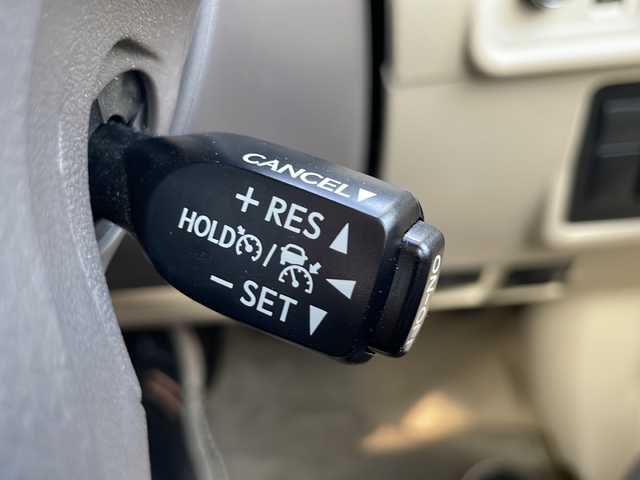 CANCEL ▼
+ RES ▲
HOLD / ◀
− SET ▼
ON-OFF